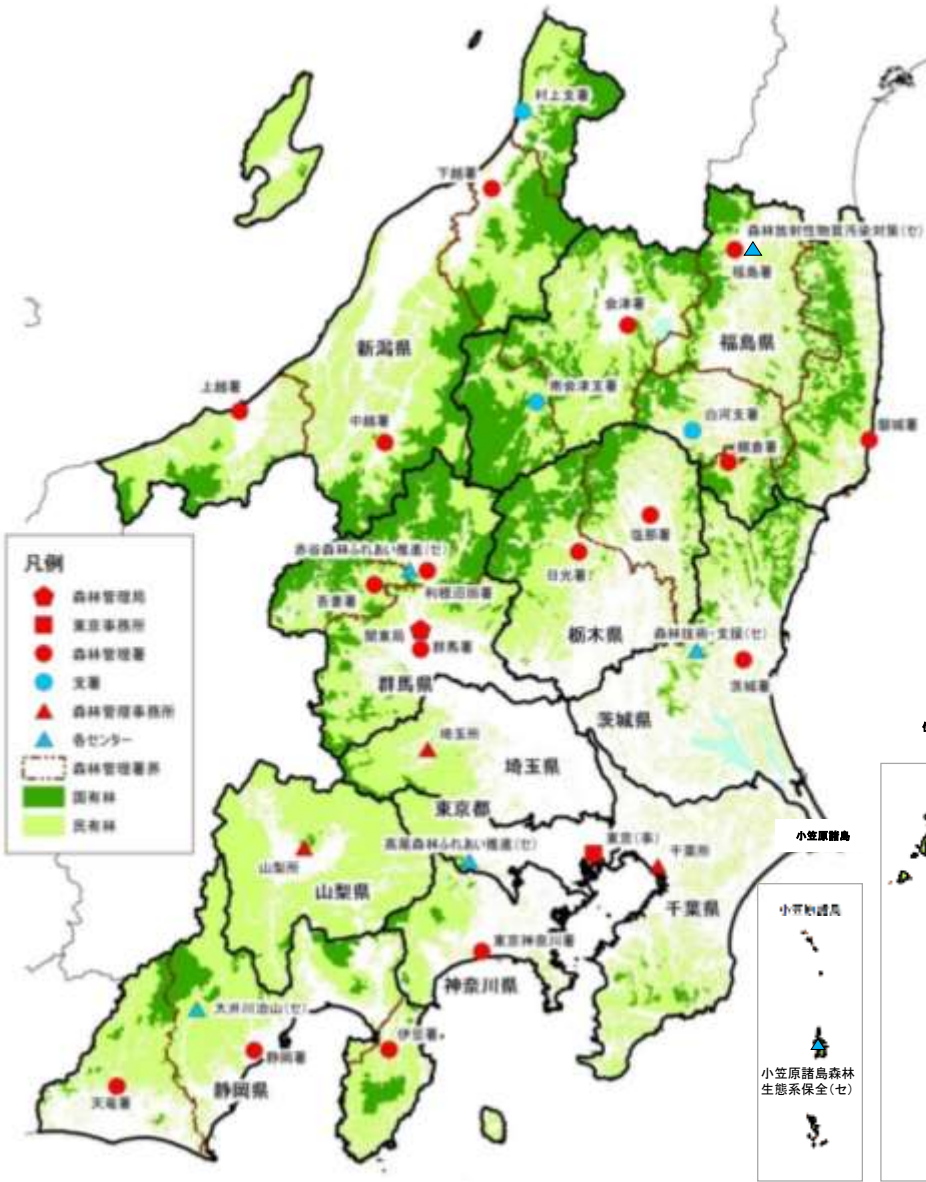 村上支署
下越署
森林放射性物質汚染対策(セ)
福島署
会津署
新潟県
福島県
上越署
南会津支署
中越署
白河支署
棚倉署
磐城署
塩那署
凡例
森林管理局
東京事務所
森林管理署
支署
森林管理事務所
各センター
森林管理署界
国有林
民有林
赤谷森林ふれあい推進(セ)
日光署
吾妻署
利根沼田署
栃木県
森林技術・支援(セ)
関東局
群馬署
群馬県
茨城署
茨城県
埼玉所
埼玉県
東京都
小笠原諸島
高尾森林ふれあい推進(セ)
東京(事)
千葉所
山梨所
山梨県
千葉県
小笠原諸島
東京神奈川署
神奈川県
大井川治山(セ)
伊豆署
静岡署
小笠原諸島森林
生態系保全(セ)
天竜署
静岡県